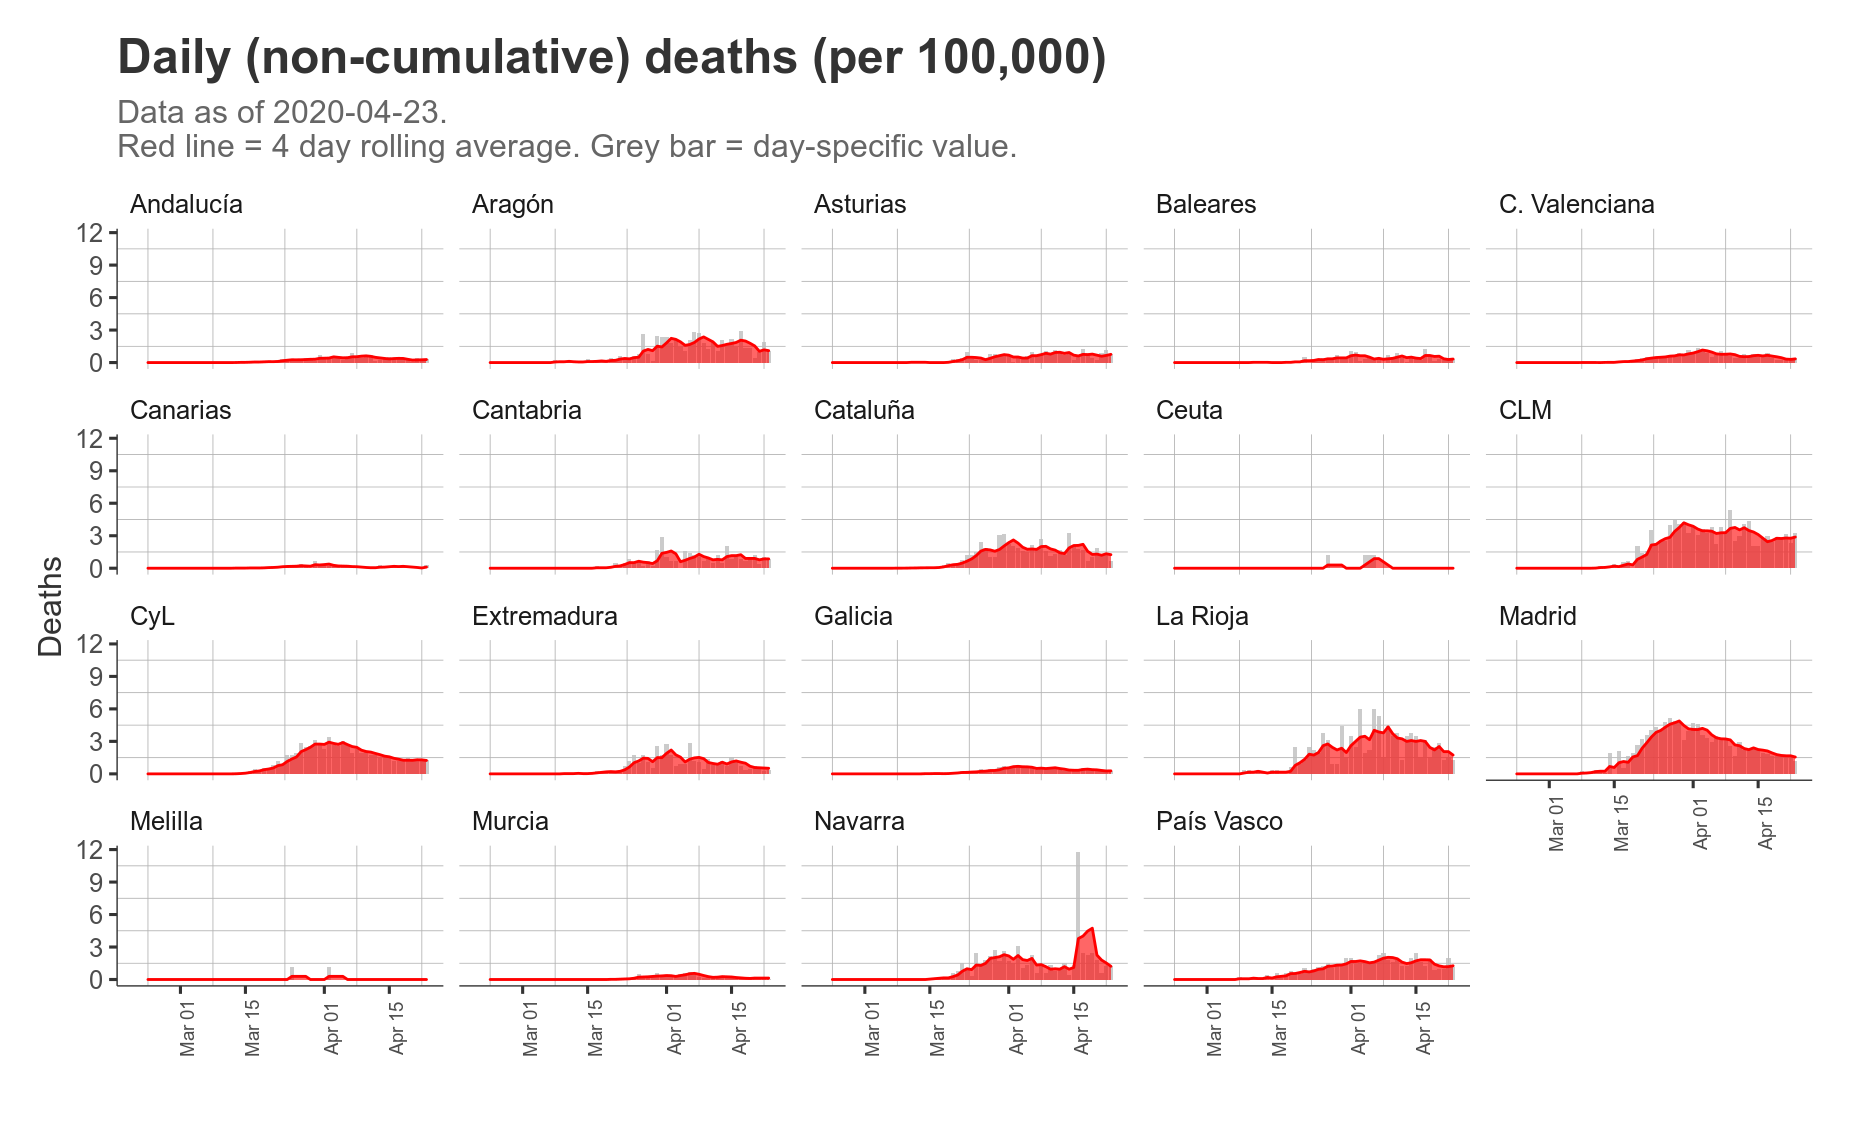 Daily (non-cumulative) deaths (per 100,000)
Data as of 2020-04-23.
Red line = 4 day rolling average. Grey bar = day-specific value.
Andalucía
Aragón
Asturias
Baleares
C. Valenciana
12
9
6
3
0
Canarias
Cantabria
Cataluña
Ceuta
CLM
12
9
6
3
0
Deaths
CyL
Extremadura
Galicia
La Rioja
Madrid
12
9
6
3
0
Mar 01
Mar 15
Apr 01
Apr 15
Melilla
Murcia
Navarra
País Vasco
12
9
6
3
0
Mar 01
Mar 15
Apr 01
Apr 15
Mar 01
Mar 15
Apr 01
Apr 15
Mar 01
Mar 15
Apr 01
Apr 15
Mar 01
Mar 15
Apr 01
Apr 15